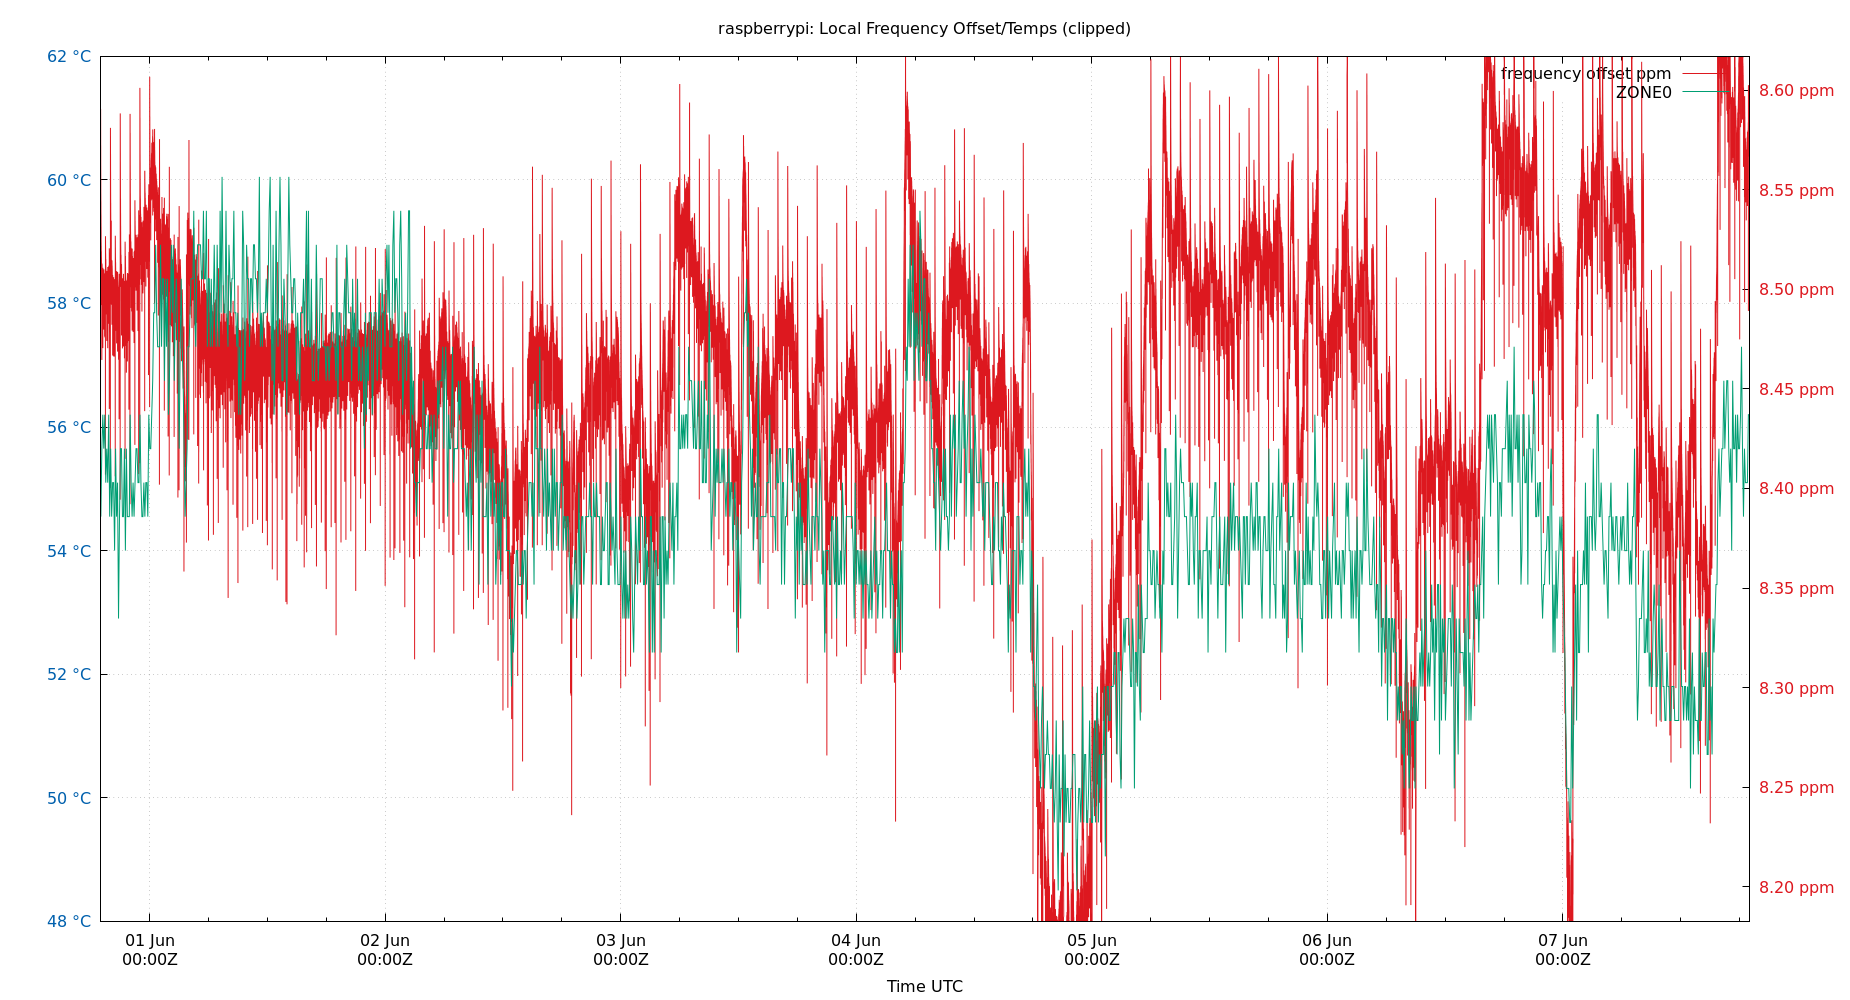 raspberrypi: Local Frequency Offset/Temps (clipped)
62 °C
60 °C
58 °C
56 °C
54 °C
52 °C
50 °C
48 °C
frequency offset ppm
ZONE0
8.60 ppm
8.55 ppm
8.50 ppm
8.45 ppm
8.40 ppm
8.35 ppm
8.30 ppm
8.25 ppm
8.20 ppm
01 Jun
00:00Z
02 Jun
00:00Z
03 Jun
00:00Z
04 Jun
00:00Z
05 Jun
00:00Z
06 Jun
00:00Z
07 Jun
00:00Z
Time UTC